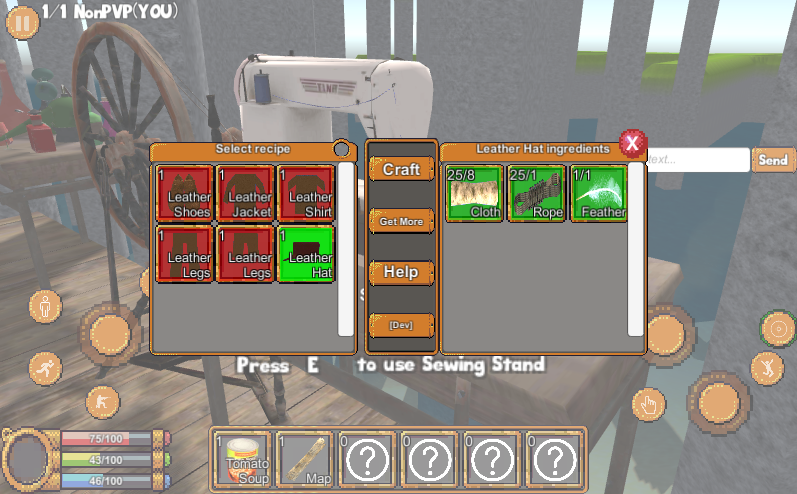 1/1 NonPVP(YOU)
Select recipe
1
Leather
Shoes
1
Leather
Jacket
1
Leather
Shirt
1
Leather
Legs
1
Leather
Legs
1
Leather
Hat
Craft
Get More
Help
[Dev]
Leather Hat ingredients
X
25/8
Cloth
25/1
Rope
1/1
Feather
text...
Send
Press E to use Sewing Stand
75/100
43/100
46/100
1
Tomato
Soup
1
Map
0
?
0
?
0
?
0
?